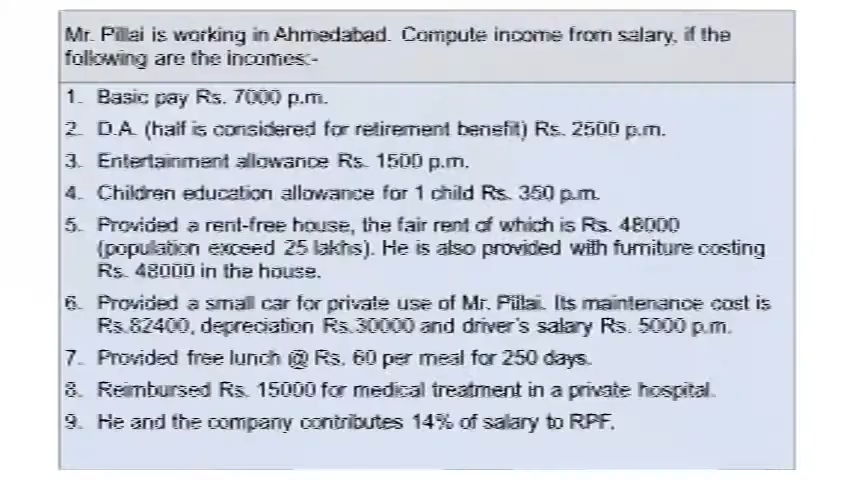 Mr. Pillai is working in Ahmedabad. Compute income from salary, if the
following are the incomes:-
1. Basic pay Rs. 7000 p.m.
2. D.A. (half is considered for retirement benefit) Rs. 2500 p.m.
3. Entertainment allowance Rs. 1500 p.m.
4. Children education allowance for 1 child Rs. 350 p.m.
5. Provided a rent-free house, the fair rent of which is Rs. 48000
(population exceed 25 lakhs). He is also provided with furniture costing
Rs. 48000 in the house.
6. Provided a small car for private use of Mr. Pillai. Its maintenance cost is
Rs.82400, depreciation Rs.30000 and driver's salary Rs. 5000 p.m.
7. Provided free lunch @ Rs. 60 per meal for 250 days.
8. Reimbursed Rs. 15000 for medical treatment in a private hospital.
9. He and the company contributes 14% of salary to RPF.